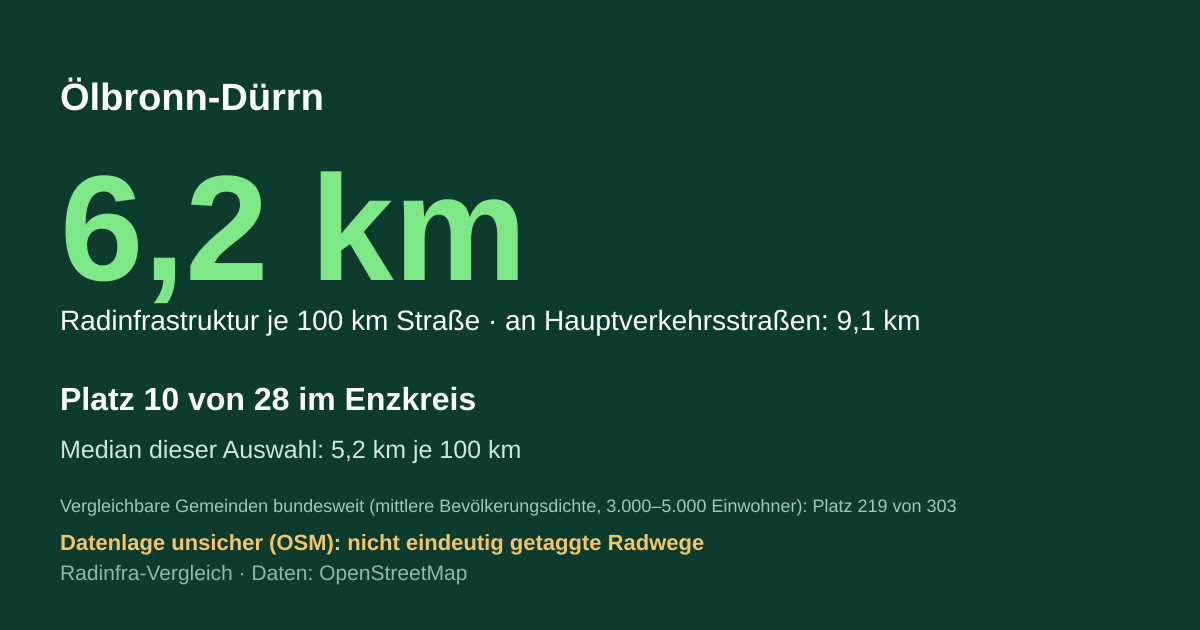 Ölbronn-Dürrn
6,2 km
Radinfrastruktur je 100 km Straße · an Hauptverkehrsstraßen: 9,1 km
Platz 10 von 28 im Enzkreis
Median dieser Auswahl: 5,2 km je 100 km
Vergleichbare Gemeinden bundesweit (mittlere Bevölkerungsdichte, 3.000–5.000 Einwohner): Platz 219 von 303
Datenlage unsicher (OSM): nicht eindeutig getaggte Radwege
Radinfra-Vergleich · Daten: OpenStreetMap